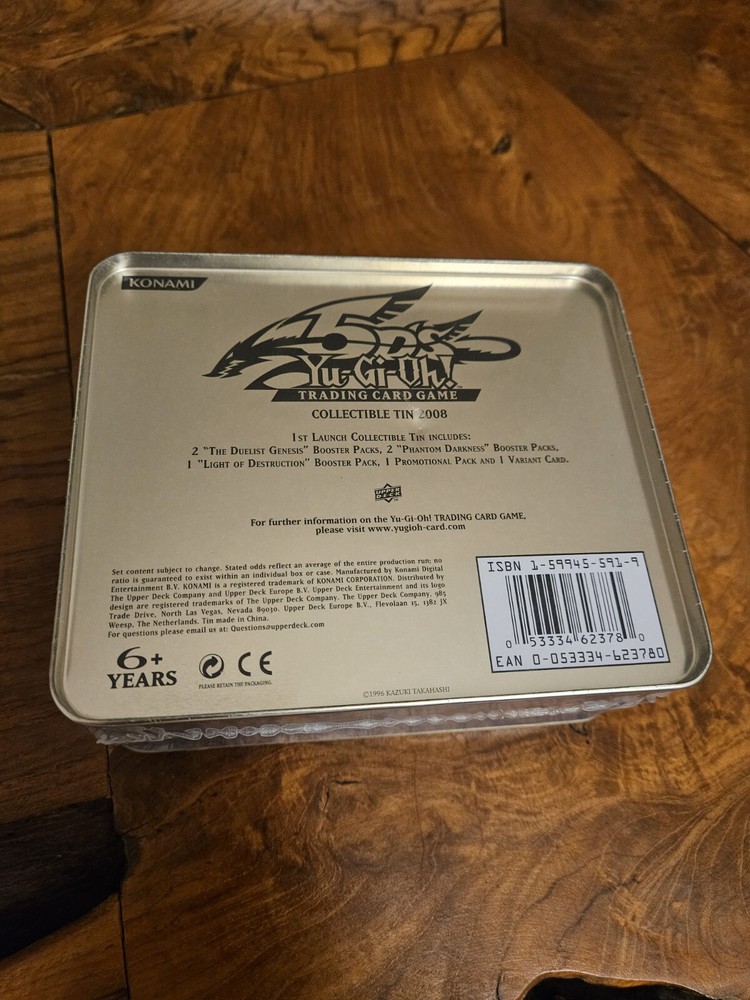 KONAMI
5D's
Yu-Gi-Oh!
TRADING CARD GAME
COLLECTIBLE TIN 2008
1st Launch Collectible Tin includes:
2 "The Duelist Genesis" Booster Packs, 2 "Phantom Darkness" Booster Packs,
1 "Light of Destruction" Booster Pack, 1 Promotional Pack and 1 Variant Card.
UPPER DECK
For further information on the Yu-Gi-Oh! TRADING CARD GAME,
please visit www.yugioh-card.com
Set content subject to change. Stated odds reflect an average of the entire production run; no
ratio is guaranteed to exist within an individual box or case. Manufactured by Konami Digital
Entertainment B.V. KONAMI is a registered trademark of KONAMI CORPORATION. Distributed by
The Upper Deck Company and Upper Deck Europe B.V. Upper Deck Entertainment and its logo
design are registered trademarks of The Upper Deck Company. The Upper Deck Company, 985
Trade Drive, North Las Vegas, Nevada 89030. Upper Deck Europe B.V., Flevolaan 15, 1382 JX
Weesp, The Netherlands. Tin made in China.
For questions please email us at: Questions@upperdeck.com
ISBN 1-59945-591-9
0 53334 62378 0
EAN 0-053334-623780
6+
YEARS
CE
PLEASE RETAIN THE PACKAGING.
©1996 KAZUKI TAKAHASHI